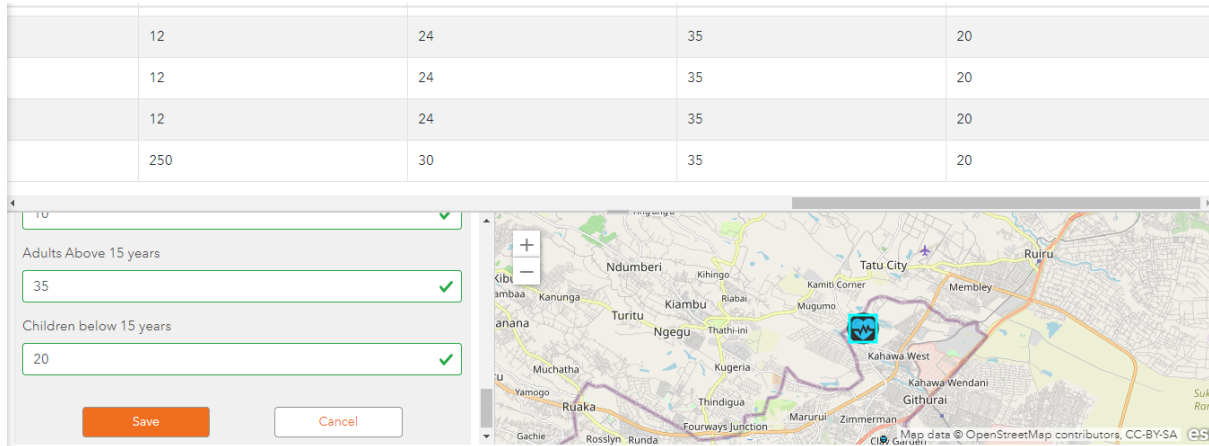 12 24 35 20
12 24 35 20
12 24 35 20
250 30 35 20
10
Adults Above 15 years
35
Children below 15 years
20
Save Cancel
+
−
Ndumberi
Kihingo
Tatu City
Ruiru
Kamiti Corner
Membley
Kanunga
Kiambu
Riabai
Mugumo
Turitu
Ngegu
Thathi-ini
anana
Kahawa West
Muchatha
Kugeria
Kahawa Wendani
Yamogo
Ruaka
Thindigua
Githurai
Marurui
Zimmerman
Fourways Junction
Gachie
Rosslyn
Runda
Map data © OpenStreetMap contributors, CC-BY-SA